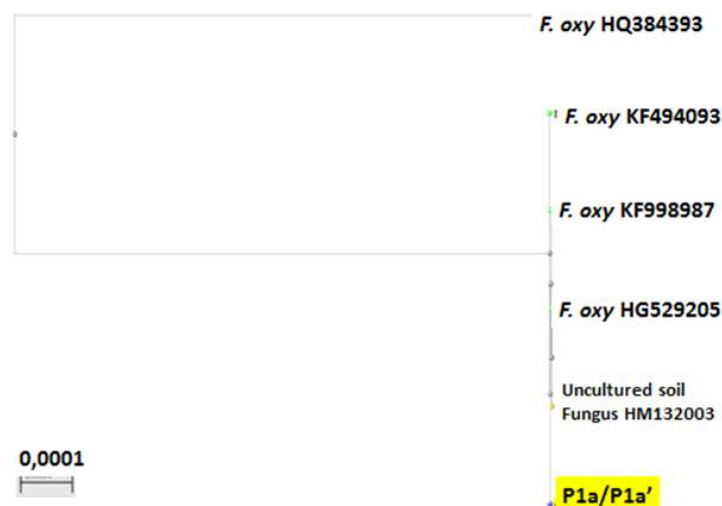 F. oxy HQ384393
F. oxy KF494093
F. oxy KF998987
F. oxy HG529205
Uncultured soil
Fungus HM132003
0,0001
P1a/P1a’